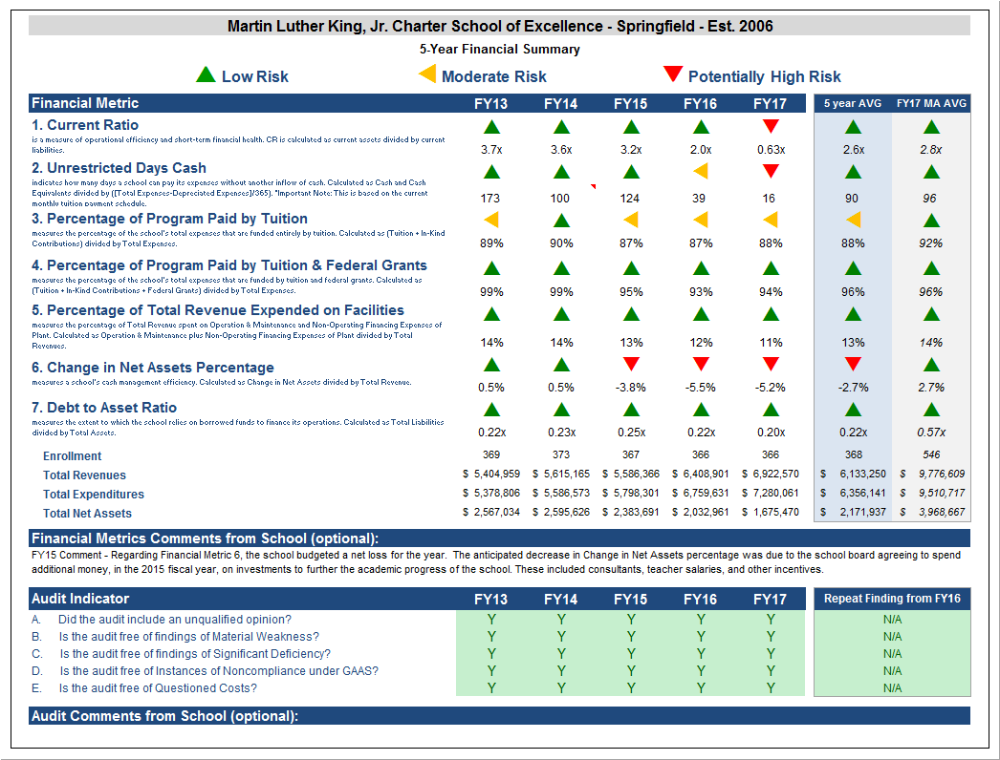 Martin Luther King, Jr. Charter School of Excellence - Springfield - Est. 2006
5-Year Financial Summary
Low Risk Moderate Risk Potentially High Risk
Financial Metric FY13 FY14 FY15 FY16 FY17 5 year AVG FY17 MA AVG
1. Current Ratio
is a measure of operational efficiency and short-term financial health. CR is calculated as current assets divided by current
liabilities.
3.7x 3.6x 3.2x 2.0x 0.63x 2.6x 2.8x
2. Unrestricted Days Cash
indicates how many days a school can pay its expenses without another inflow of cash. Calculated as Cash and Cash
Equivalents divided by ([Total Expenses-Depreciated Expenses]/365). *Important Note: This is based on the current
monthly tuition payment schedule.
173 100 124 39 16 90 96
3. Percentage of Program Paid by Tuition
measures the percentage of the school's total expenses that are funded entirely by tuition. Calculated as (Tuition + In-Kind
Contributions) divided by Total Expenses.
89% 90% 87% 87% 88% 88% 92%
4. Percentage of Program Paid by Tuition & Federal Grants
measures the percentage of the school's total expenses that are funded by tuition and federal grants. Calculated as
(Tuition + In-Kind Contributions + Federal Grants) divided by Total Expenses.
99% 99% 95% 93% 94% 96% 96%
5. Percentage of Total Revenue Expended on Facilities
measures the percentage of Total Revenue spent on Operation & Maintenance and Non-Operating Financing Expenses of
Plant. Calculated as Operation & Maintenance plus Non-Operating Financing Expenses of Plant divided by Total
Revenues.
14% 14% 13% 12% 11% 13% 14%
6. Change in Net Assets Percentage
measures a school's cash management efficiency. Calculated as Change in Net Assets divided by Total Revenue.
0.5% 0.5% -3.8% -5.5% -5.2% -2.7% 2.7%
7. Debt to Asset Ratio
measures the extent to which the school relies on borrowed funds to finance its operations. Calculated as Total Liabilities
divided by Total Assets.
0.22x 0.23x 0.25x 0.22x 0.20x 0.22x 0.57x
Enrollment 369 373 367 366 366 368 546
Total Revenues $ 5,404,959 $ 5,615,165 $ 5,586,366 $ 6,408,901 $ 6,922,570 $ 6,133,250 $ 9,776,609
Total Expenditures $ 5,378,806 $ 5,586,573 $ 5,798,301 $ 6,759,631 $ 7,280,061 $ 6,356,141 $ 9,510,717
Total Net Assets $ 2,567,034 $ 2,595,626 $ 2,383,691 $ 2,032,961 $ 1,675,470 $ 2,171,937 $ 3,968,667
Financial Metrics Comments from School (optional):
FY15 Comment - Regarding Financial Metric 6, the school budgeted a net loss for the year. The anticipated decrease in Change in Net Assets percentage was due to the school board agreeing to spend
additional money, in the 2015 fiscal year, on investments to further the academic progress of the school. These included consultants, teacher salaries, and other incentives.
Audit Indicator FY13 FY14 FY15 FY16 FY17 Repeat Finding from FY16
A. Did the audit include an unqualified opinion? Y Y Y Y Y N/A
B. Is the audit free of findings of Material Weakness? Y Y Y Y Y N/A
C. Is the audit free of findings of Significant Deficiency? Y Y Y Y Y N/A
D. Is the audit free of Instances of Noncompliance under GAAS? Y Y Y Y Y N/A
E. Is the audit free of Questioned Costs? Y Y Y Y Y N/A
Audit Comments from School (optional):